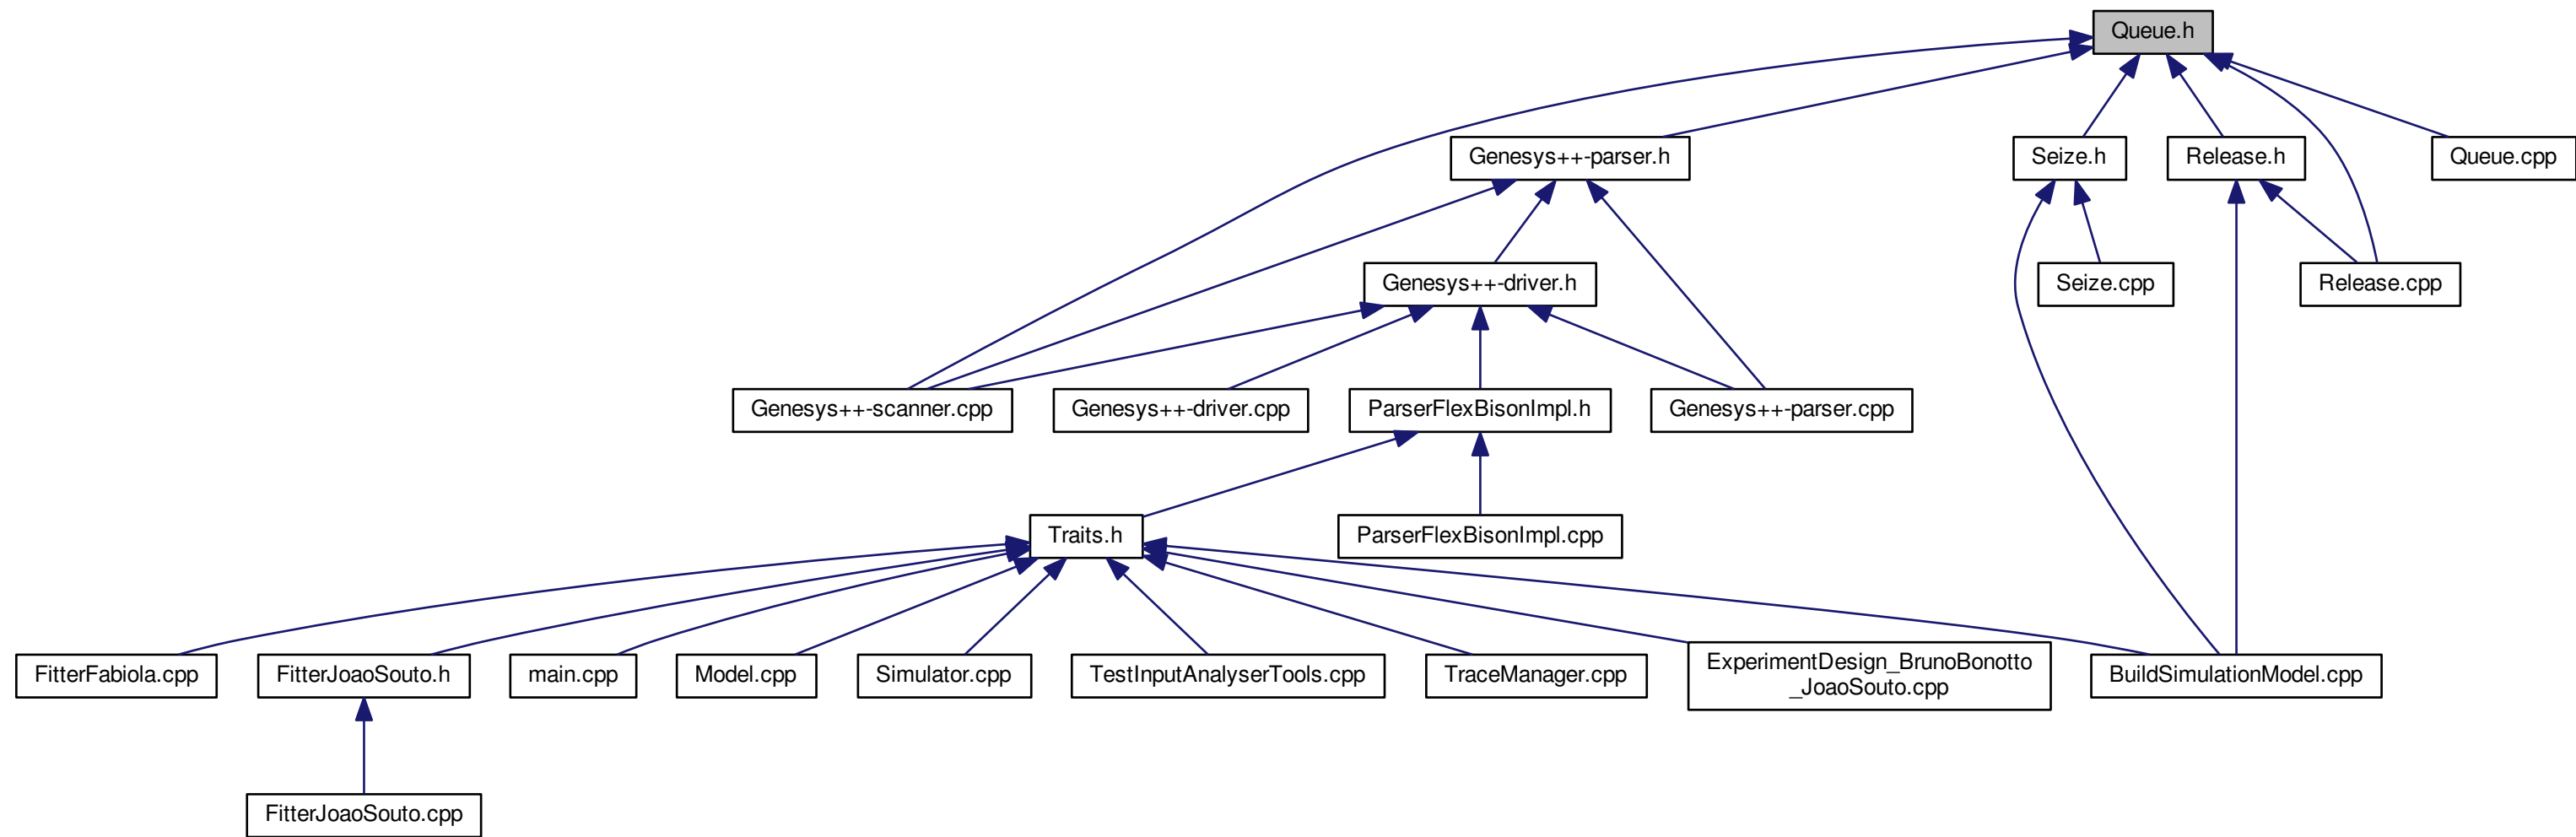 Queue.h
Genesys++-parser.h
Seize.h
Release.h
Queue.cpp
Genesys++-driver.h
Seize.cpp
Release.cpp
Genesys++-scanner.cpp
Genesys++-driver.cpp
ParserFlexBisonImpl.h
Genesys++-parser.cpp
Traits.h
ParserFlexBisonImpl.cpp
FitterFabiola.cpp
FitterJoaoSouto.h
main.cpp
Model.cpp
Simulator.cpp
TestInputAnalyserTools.cpp
TraceManager.cpp
ExperimentDesign_BrunoBonotto
_JoaoSouto.cpp
BuildSimulationModel.cpp
FitterJoaoSouto.cpp